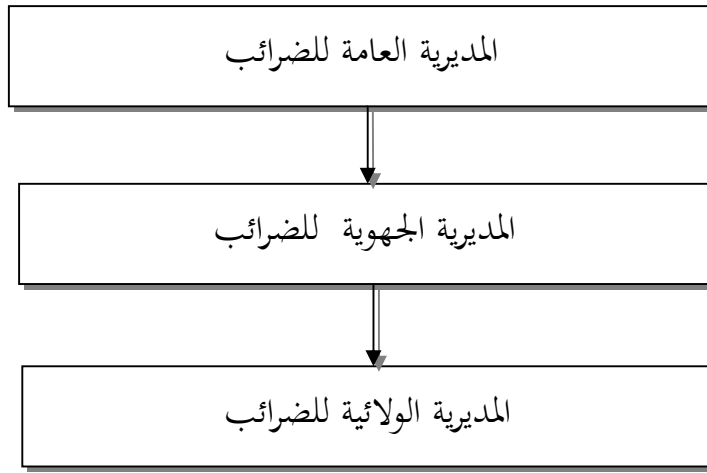 المديرية العامة للضرائب
المديرية الجهوية للضرائب
المديرية الولائية للضرائب